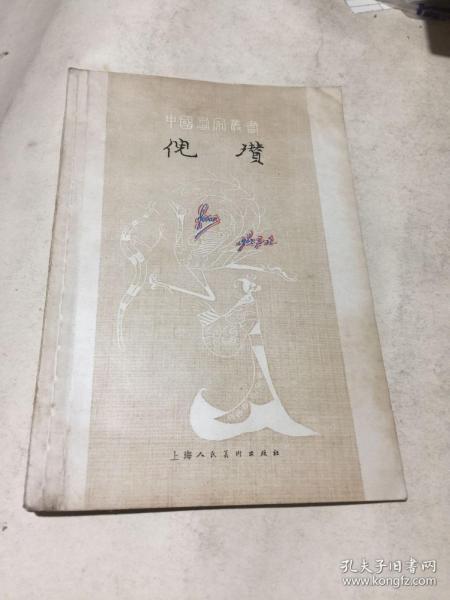 中國畫家叢書
倪 瓚
上海人民美術出版社
孔夫子旧书网
www.kongfz.com